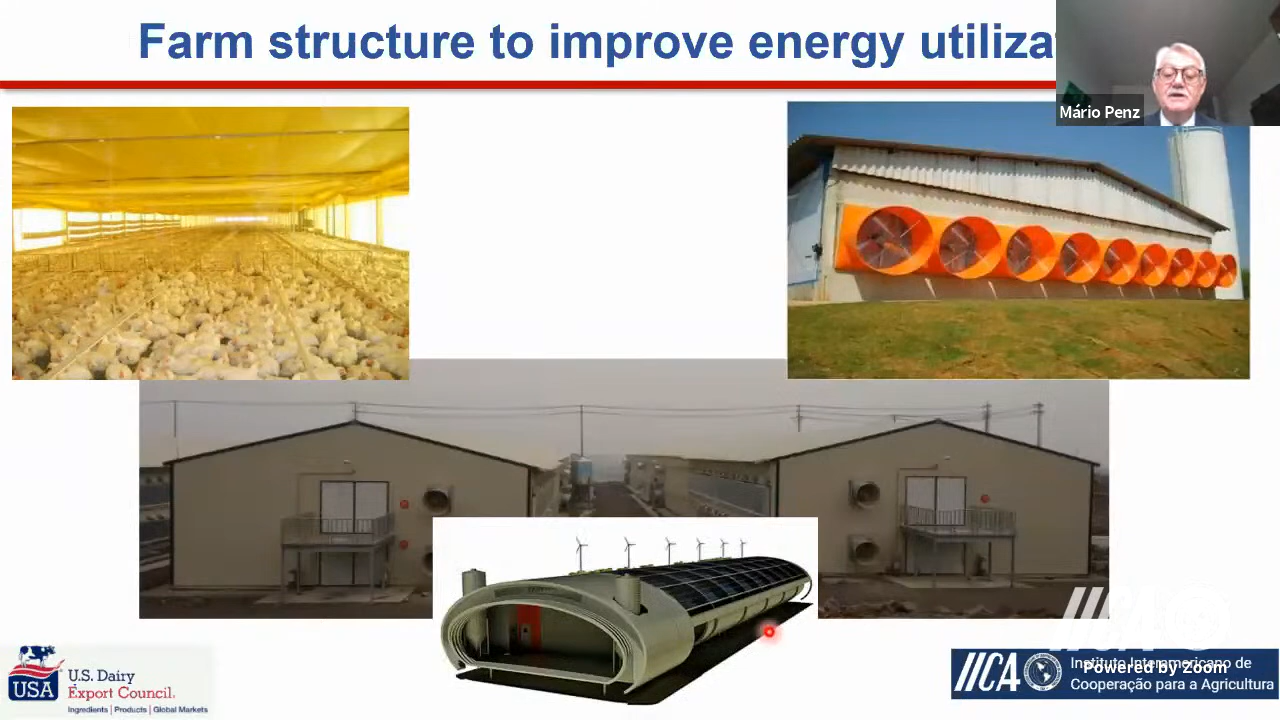 Farm structure to improve energy utiliza
Mário Penz
USA
U.S. Dairy
Export Council.
Ingredients | Products | Global Markets
IICA
IICA
Instituto Interamericano de
Cooperação para a Agricultura
Powered by Zoom